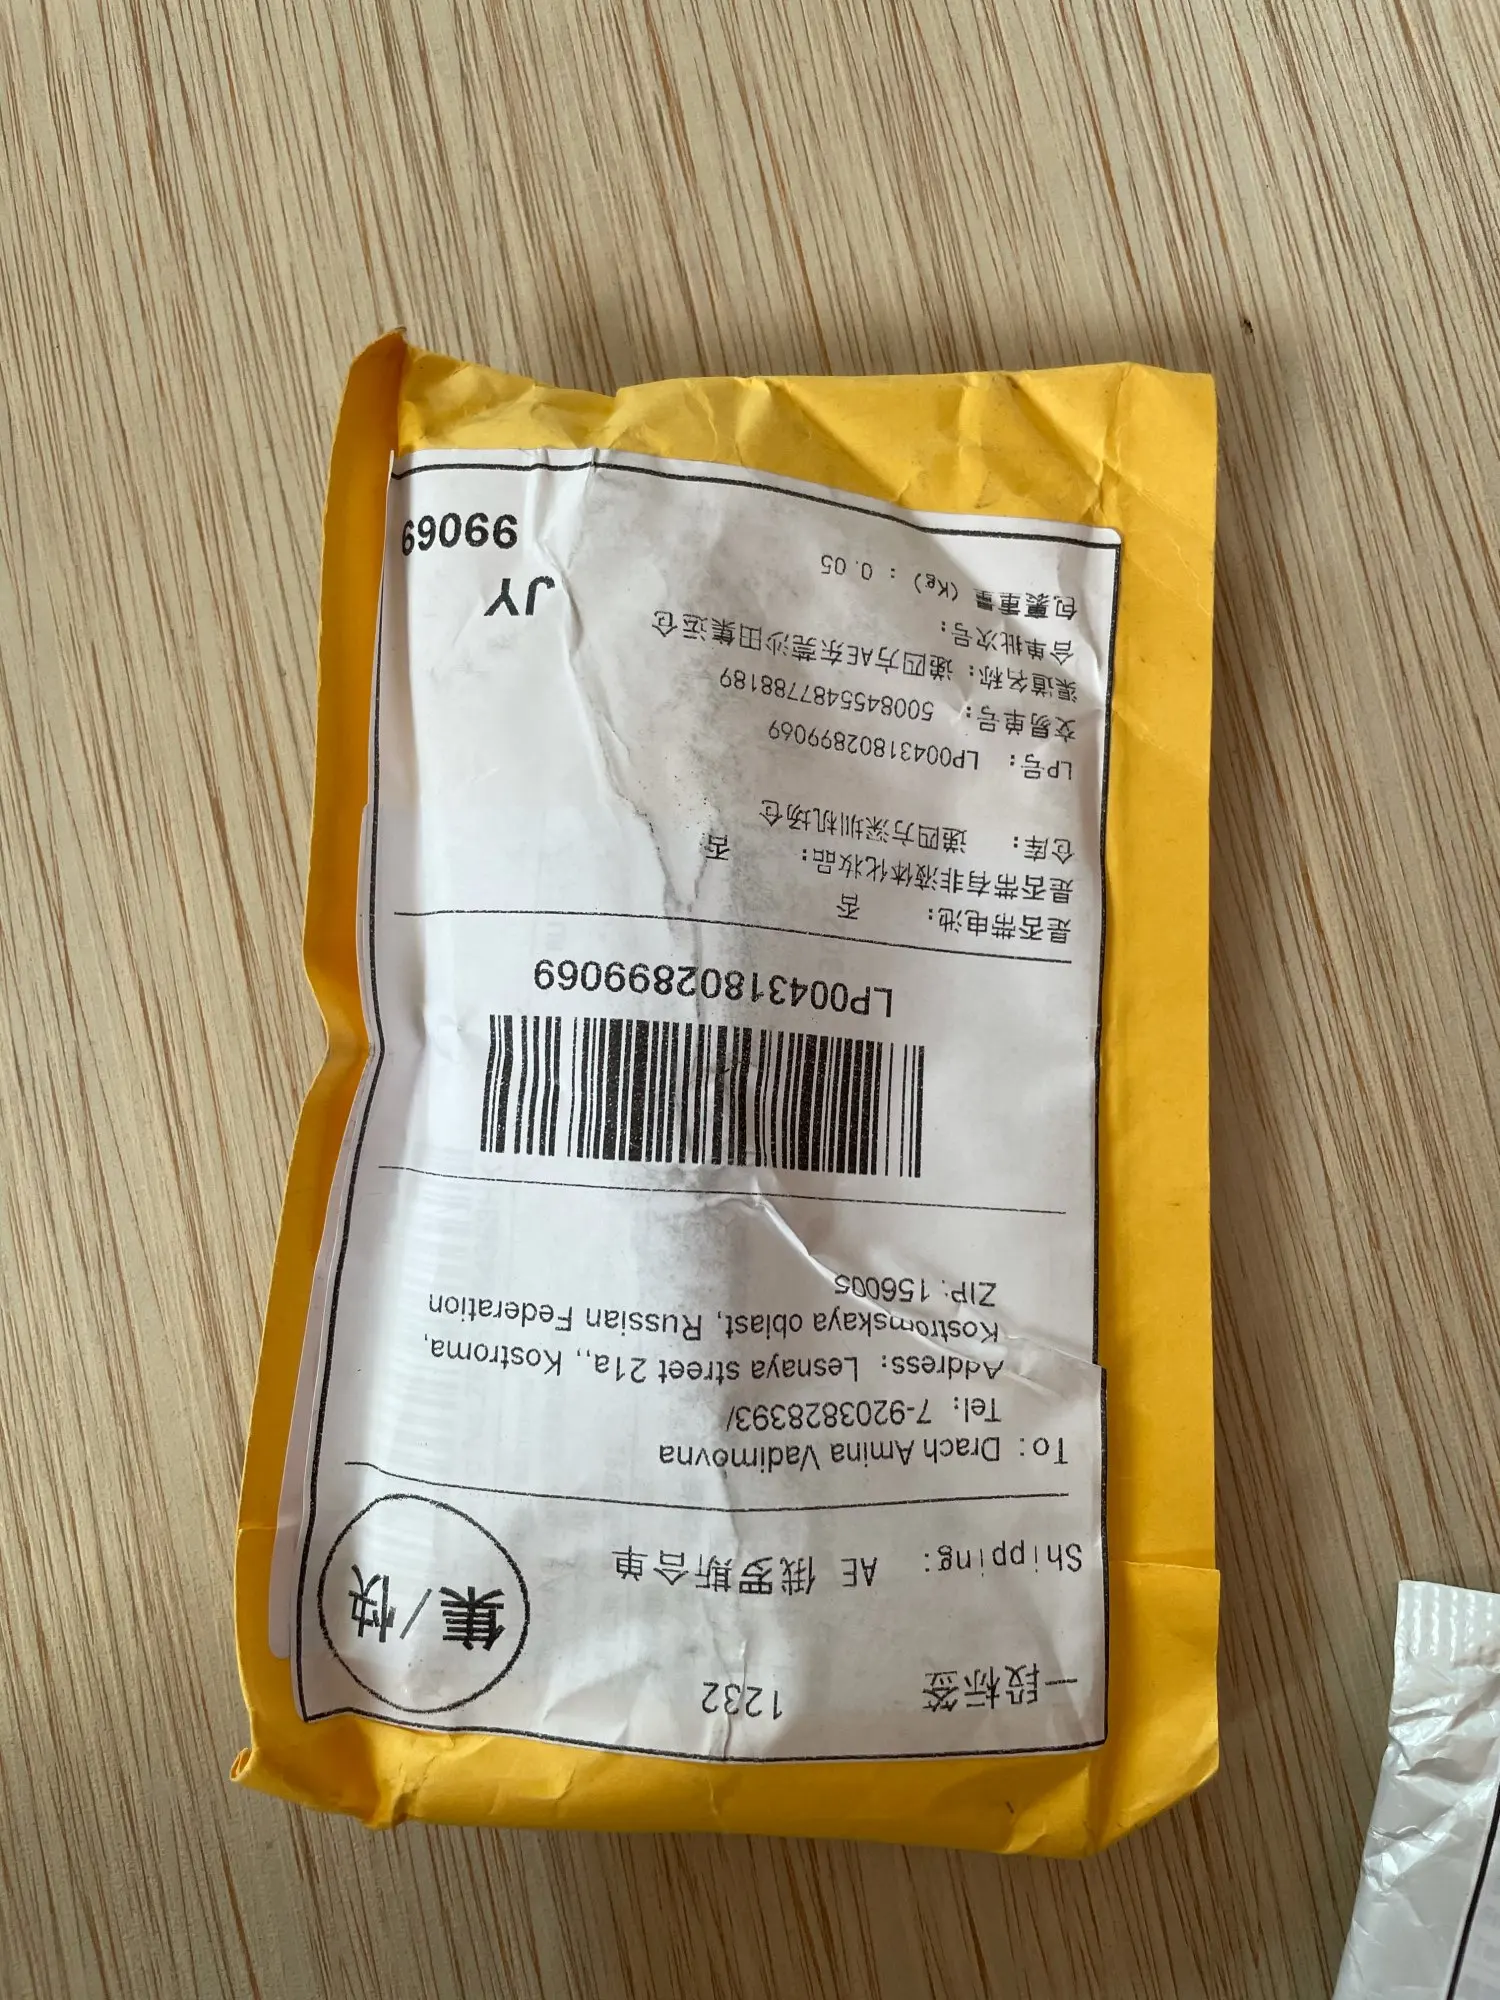 一段标签 1232
集/快
Shipping: AE 俄罗斯合单
To: Drach Amina Vadimovna
Tel: 7-9203828393/
Address: Lesnaya street 21a,, Kostroma,
Kostromskaya oblast, Russian Federation
ZIP: 156005
LP00431802899069
是否带电池: 否
是否带有非液体化妆品: 否
仓库: 递四方深圳机场仓
LP号: LP00431802899069
交易单号: 5008455487788189
渠道名称: 递四方AE东莞沙田集运仓
合单批次号:
包裹重量 (Kg) : 0.05
JY
99069